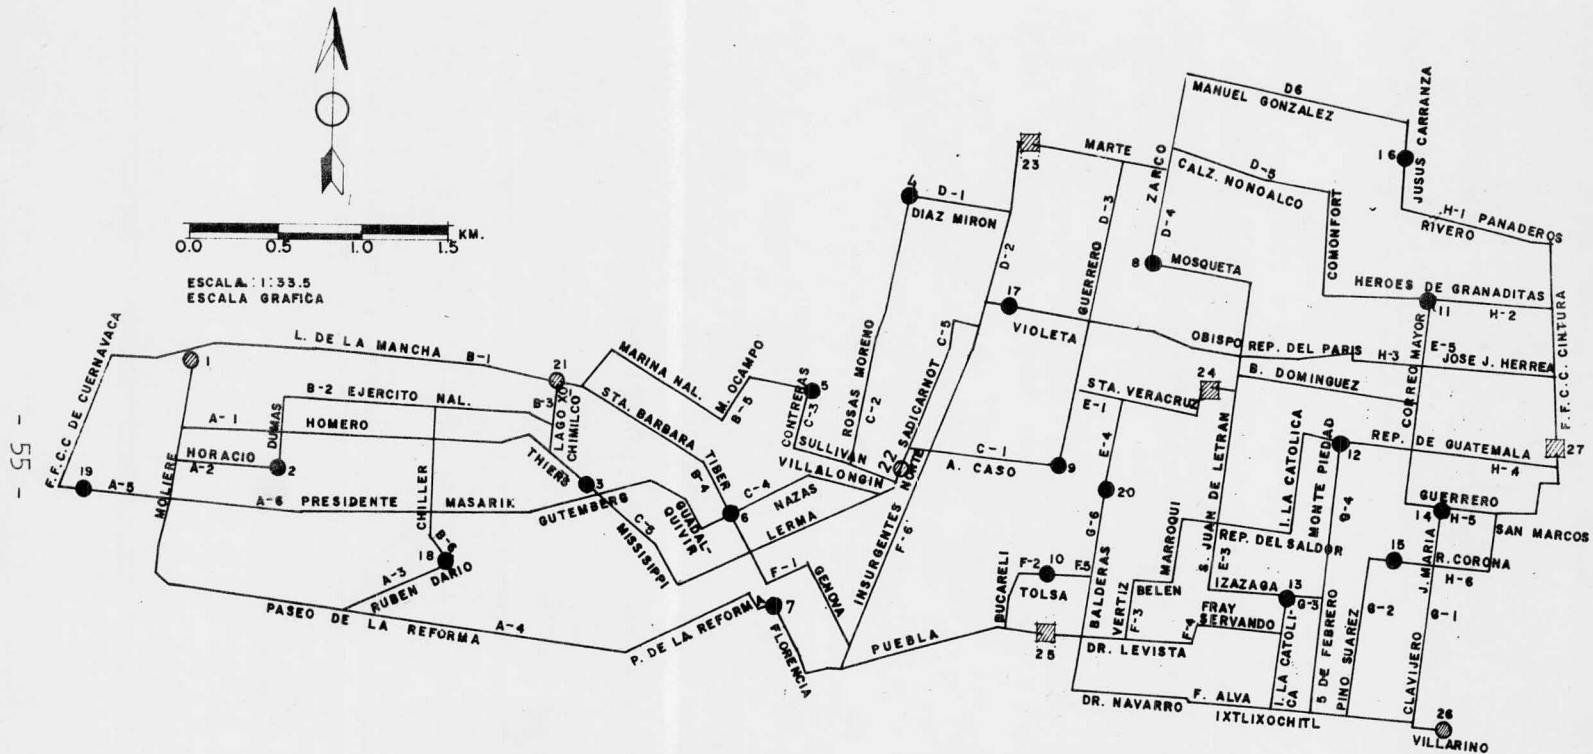 0.0 0.5 1.0 1.5 KM.
ESCALA: 1:33.5
ESCALA GRAFICA
- 55 -
F.F.C.C DE CUERNAVACA
19
A-5
MOLIERE
1
L. DE LA MANCHA
B-1
21
A-1
HOMERO
HORACIO
A-2
DUMAS
2
B-2 EJERCITO NAL.
B-3
LAGO XO-
CHIMILCO
A-6 PRESIDENTE MASARIK
CHILLER
B-6
18
A-3
RUBEN DARIO
PASEO DE LA REFORMA
A-4
THIERS
3
GUTEMBERG
MISSISSIPPI
MARINA NAL.
STA. BARBARA
TIBER
B-4
M. OCAMPO
B-5
GUADAL-
QUIVIR
6
C-4
NAZAS
LERMA
CONTRERAS
C-3
5
SULLIVAN
VILLALONGIN
ROSAS MORENO
C-2
4
D-1
DIAZ MIRON
D-2
23
MARTE
17
VIOLETA
C-5
SADICARNOT
22
INSURGENTES NORTE
F-6
C-1
A. CASO
9
GUERRERO
D-3
F-1
GENOVA
P. DE LA REFORMA
7
FLORENCIA
PUEBLA
BUCARELI
F-2
10
TOLSA
F.5
25
BALDERAS
G-6
20
E-4
VERTIZ
F-3
BELEN
MARROQUI
DR. LEVISTA
F-4
FRAY
SERVANDO
DR. NAVARRO
F. ALVA
IXTLIXOCHITL
D6
MANUEL GONZALEZ
ZARCO
D-4
8
MOSQUETA
D-5
CALZ. NONOALCO
COMONFORT
16
JUSUS CARRANZA
H-1 PANADEROS
RIVERO
HEROES DE GRANADITAS
11
H-2
F.F.C.C. CINTURA
OBISPO
REP. DEL PARIS
H-3
JOSE J. HERREA
E-5
CORREO MAYOR
B. DOMINGUEZ
24
STA. VERACRUZ
E-1
S. JUAN DE LETRAN
E-3
I. LA CATOLICA
MONTE PIEDAD
12
REP. DE GUATEMALA
H-4
27
G-4
REP. DEL SALDOR
GUERRERO
14
H-5
SAN MARCOS
15
R. CORONA
H-6
J. MARIA
G-1
CLAVIJERO
IZAZAGA
13
G-3
I. LA CATOLI-
CA
5 DE FEBRERO
PINO SUAREZ
G-2
26
VILLARINO